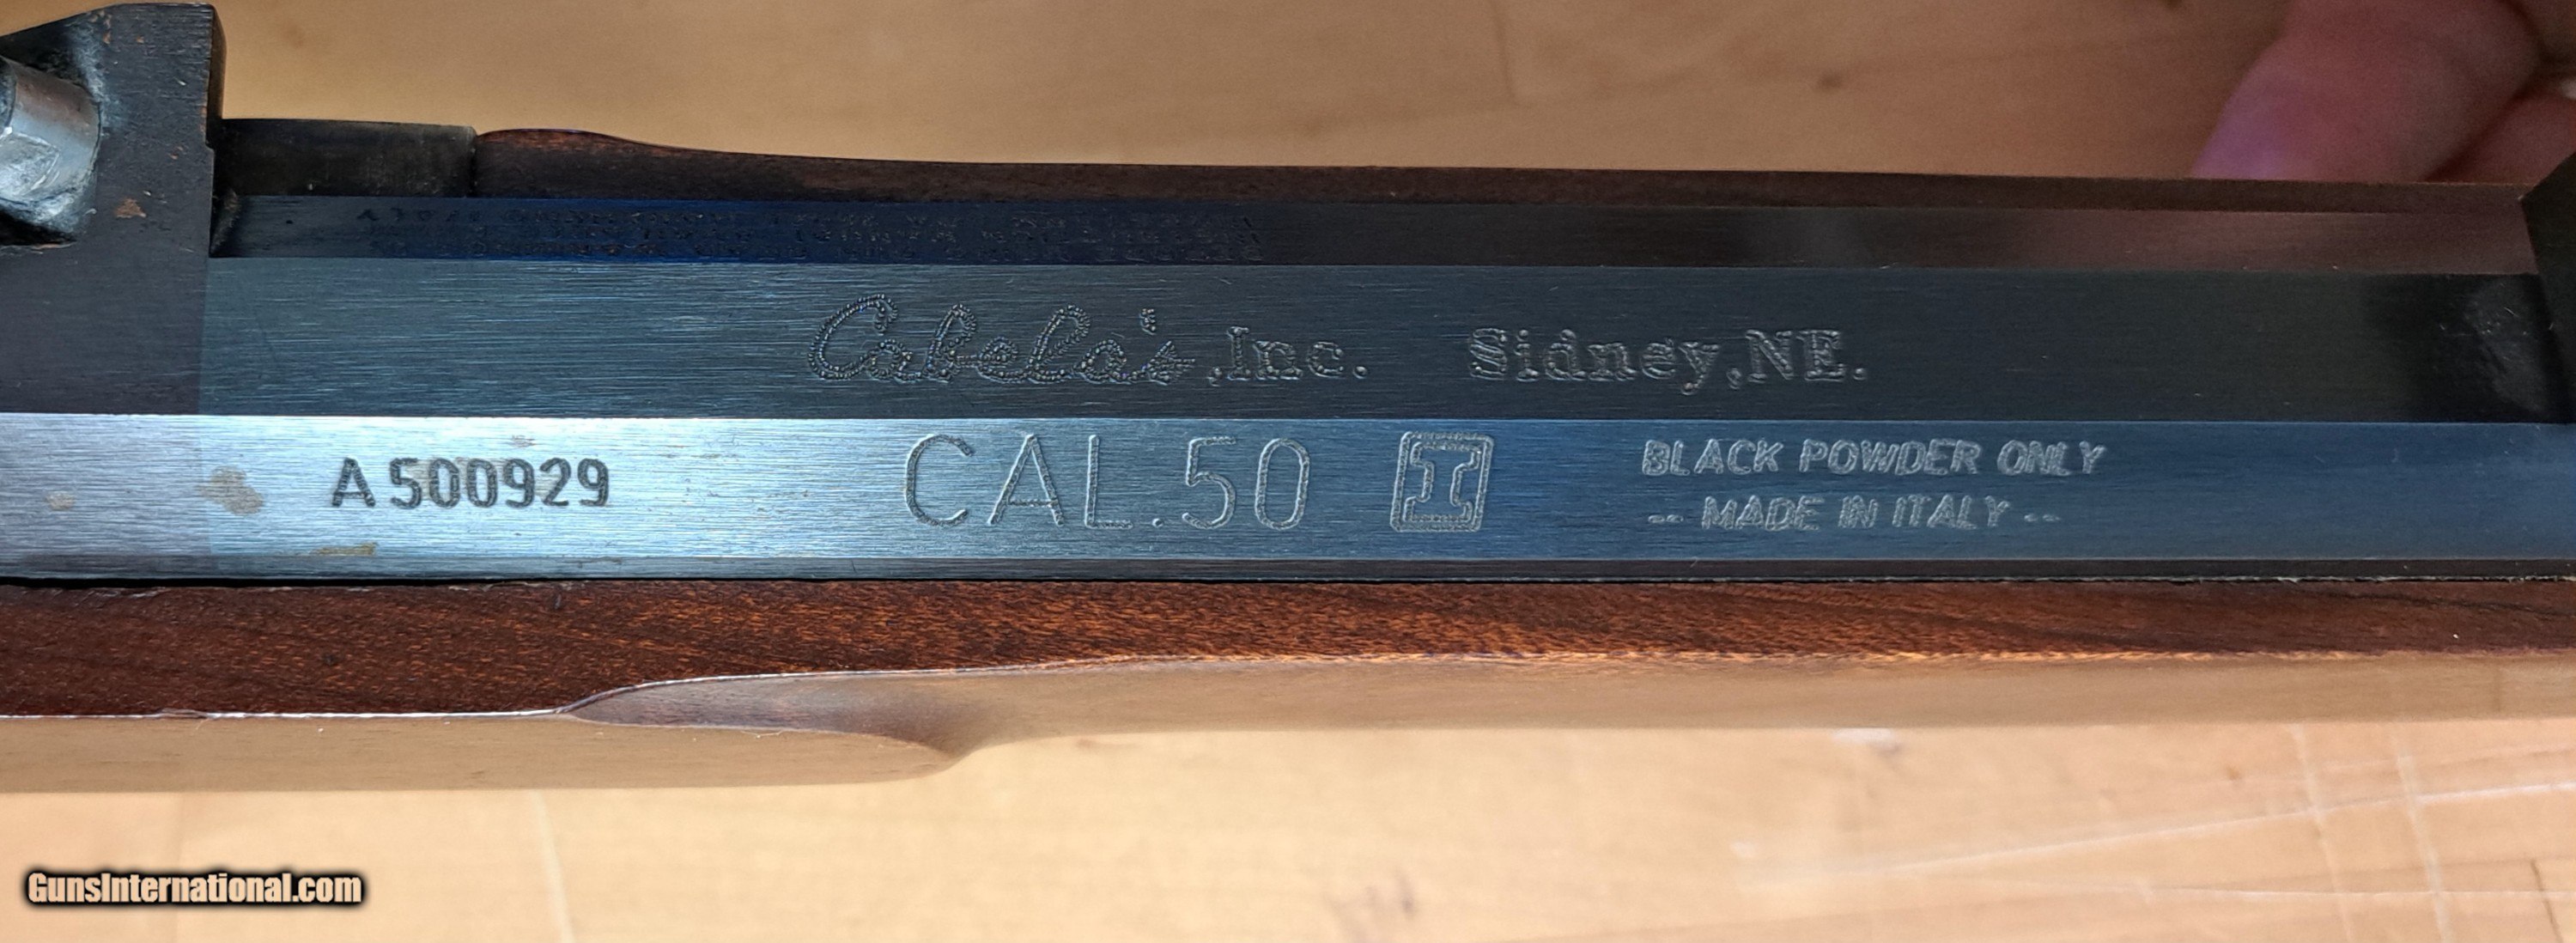 Cabela's, Inc. Sidney, NE.
A500929 CAL.50 I BLACK POWDER ONLY
-- MADE IN ITALY --
GunsInternational.com